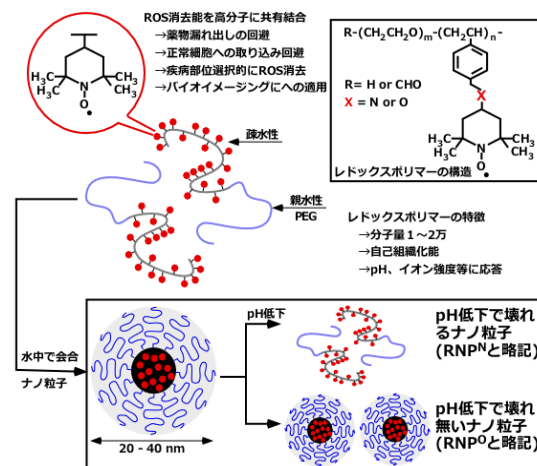 ROS消去能を高分子に共有結合
→薬物漏れ出しの回避
→正常細胞への取り込み回避
→疾病部位選択的にROS消去
→バイオイメージングにへの適用
H₃C
H₃C
N
CH₃
CH₃
O•
疎水性
親水性
PEG
R-(CH₂CH₂O)m-(CH₂CH)n-
R= H or CHO
X = N or O
X
H₃C
H₃C
N
CH₃
CH₃
O•
レドックスポリマーの構造
レドックスポリマーの特徴
→分子量1~2万
→自己組織化能
→pH、イオン強度等に応答
水中で会合
ナノ粒子
20 - 40 nm
pH低下
pH低下で壊れ
るナノ粒子
(RNPᴺと略記)
pH低下で壊れ
無いナノ粒子
(RNPᴼと略記)